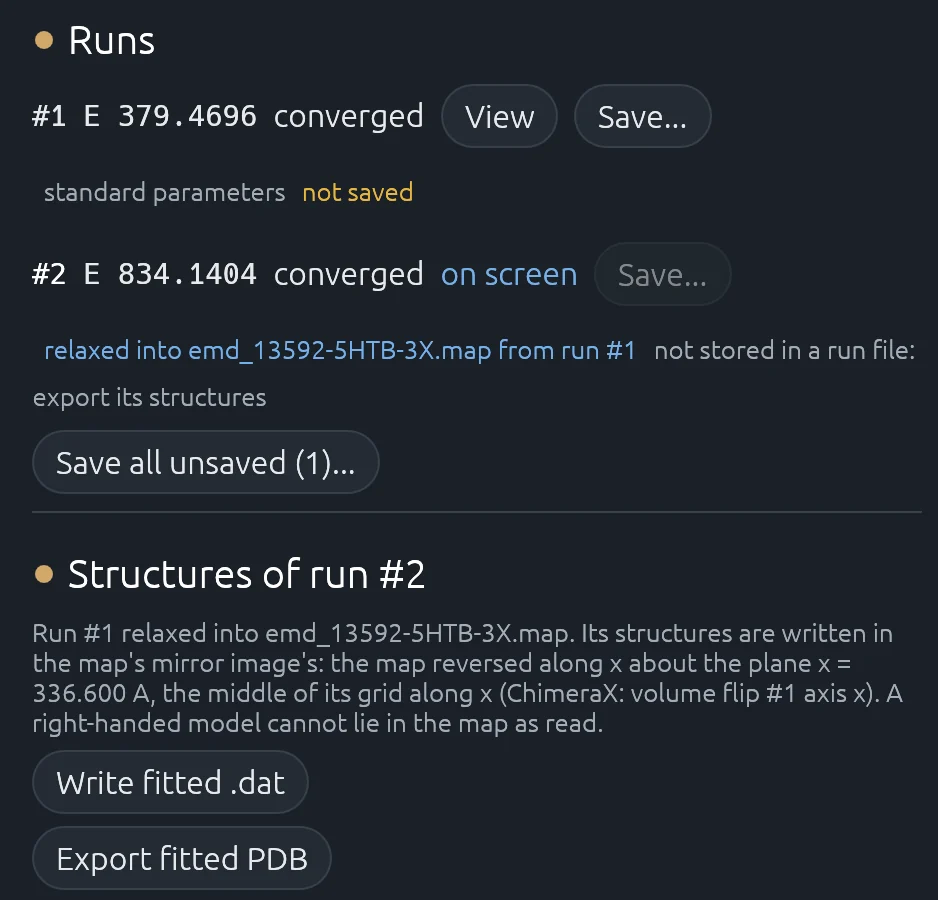 Runs
#1 E 379.4696 converged View Save...
standard parameters not saved
#2 E 834.1404 converged on screen Save...
relaxed into emd_13592-5HTB-3X.map from run #1 not stored in a run file:
export its structures
Save all unsaved (1)...
Structures of run #2
Run #1 relaxed into emd_13592-5HTB-3X.map. Its structures are written in
the map's mirror image's: the map reversed along x about the plane x =
336.600 A, the middle of its grid along x (ChimeraX: volume flip #1 axis x). A
right-handed model cannot lie in the map as read.
Write fitted .dat
Export fitted PDB